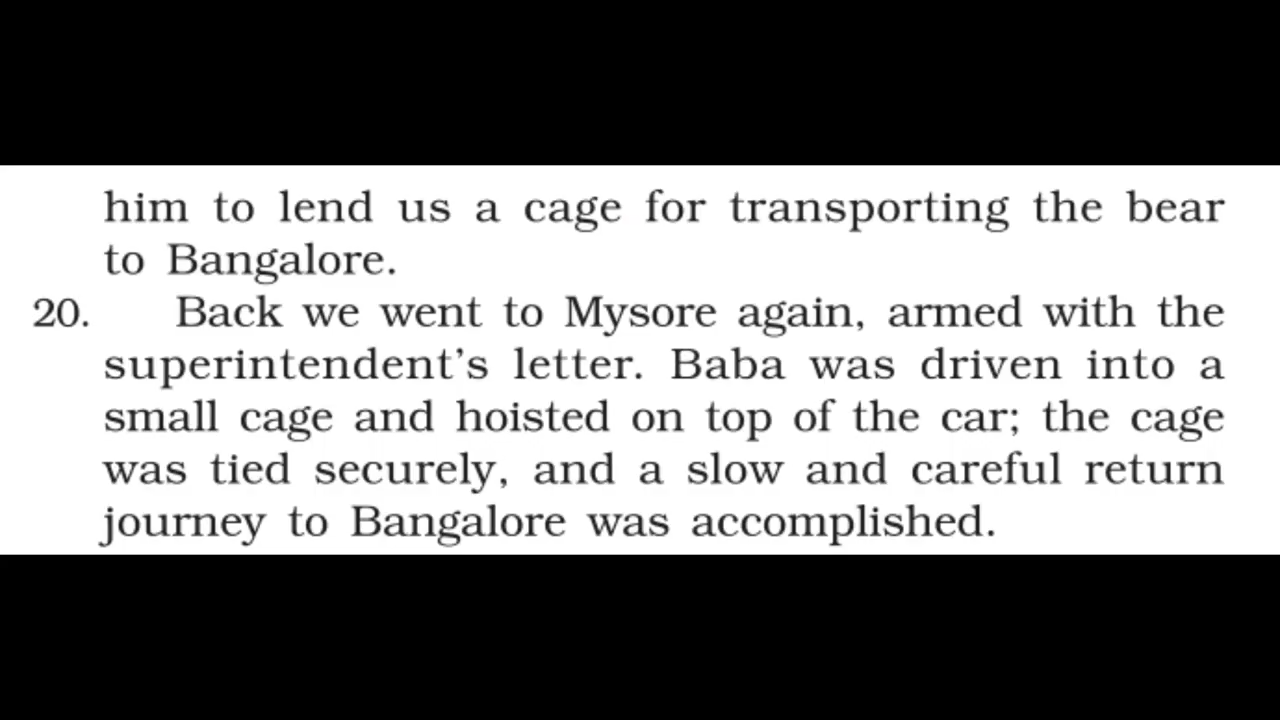 him to lend us a cage for transporting the bear
to Bangalore.
20. Back we went to Mysore again, armed with the
superintendent's letter. Baba was driven into a
small cage and hoisted on top of the car; the cage
was tied securely, and a slow and careful return
journey to Bangalore was accomplished.